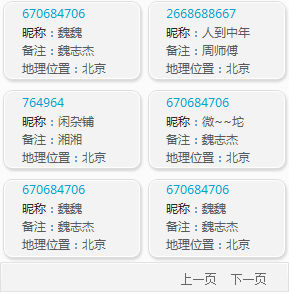 670684706
昵称：魏魏
备注：魏志杰
地理位置：北京
2668688667
昵称：人到中年
备注：周师傅
地理位置：北京
764964
昵称：闲杂铺
备注：湘湘
地理位置：北京
670684706
昵称：微~~坨
备注：魏志杰
地理位置：北京
670684706
昵称：魏魏
备注：魏志杰
地理位置：北京
670684706
昵称：魏魏
备注：魏志杰
地理位置：北京
上一页 下一页